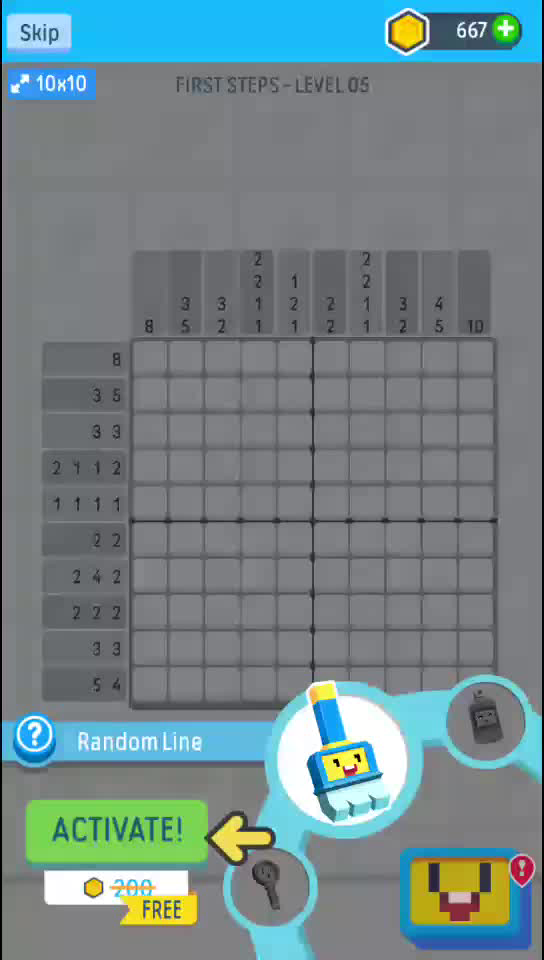 Skip
667
10x10
FIRST STEPS - LEVEL 05
2 2
2 1 2
3 3 1 2 2 1 3 4
8 5 2 1 1 2 1 2 5 10
8
3 5
3 3
2 1 1 2
1 1 1 1
2 2
2 4 2
2 2 2
3 3
5 4
? Random Line
ACTIVATE!
200
FREE
!